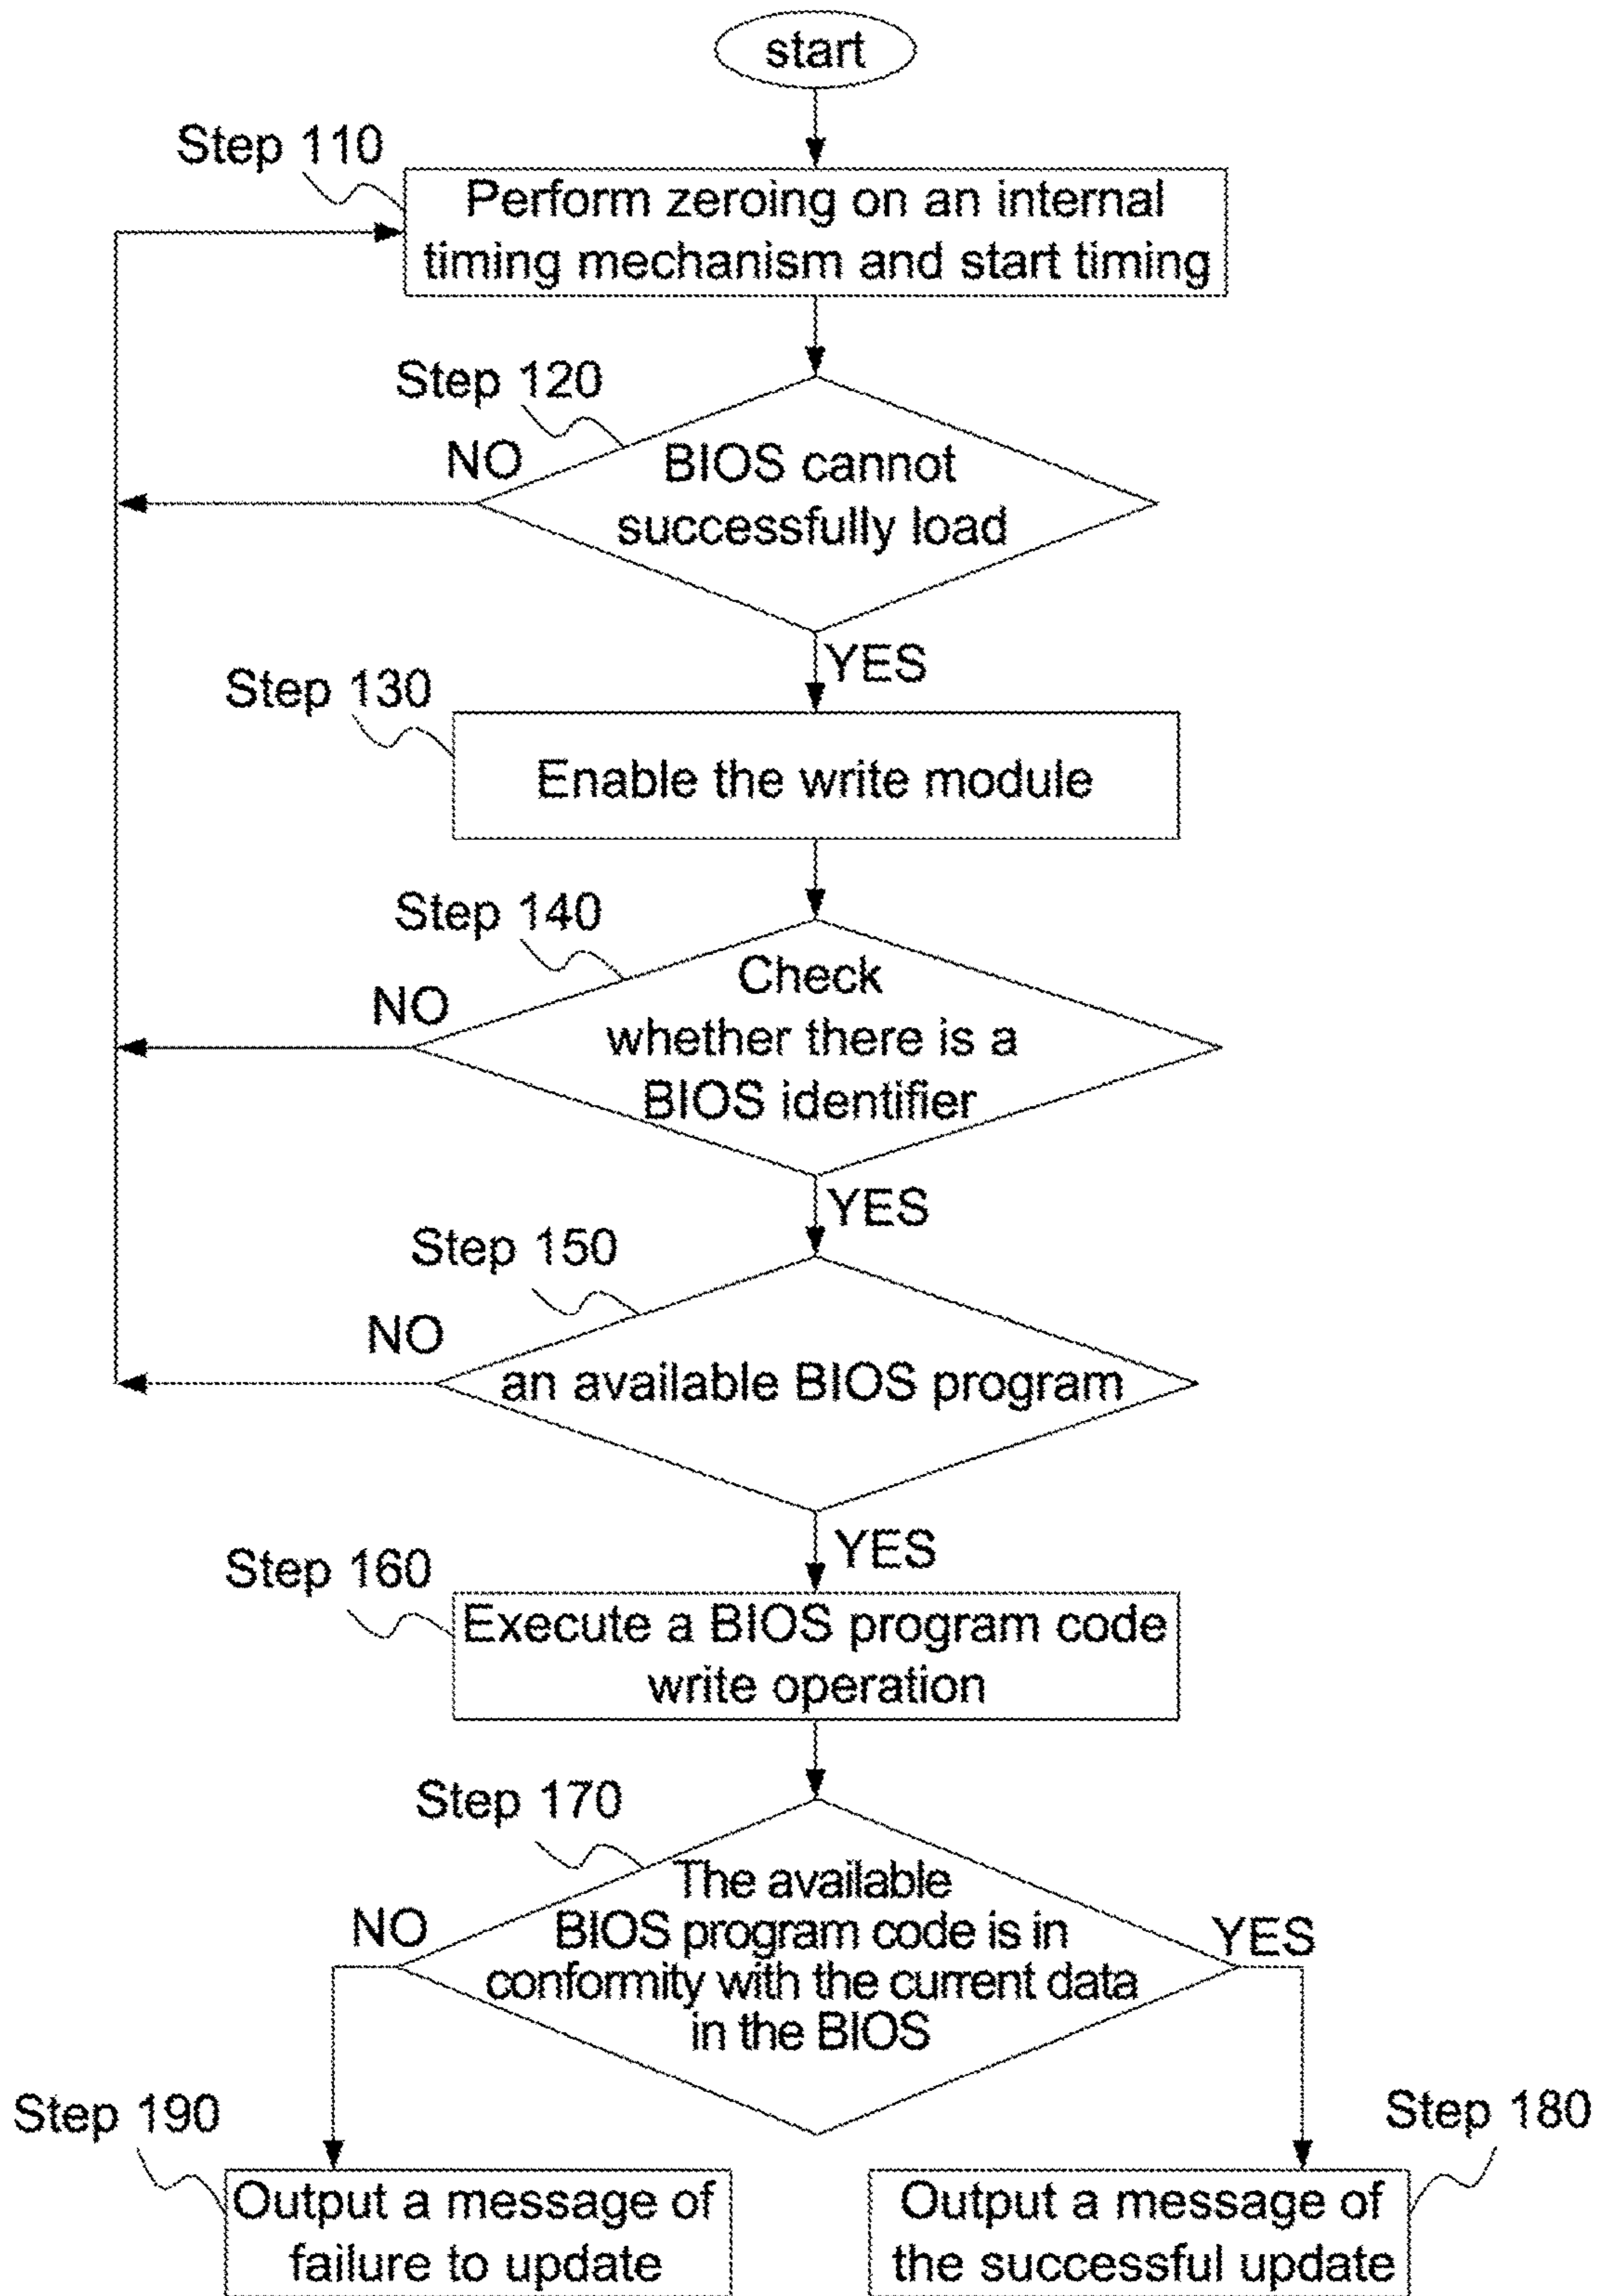 start
Step 110
Perform zeroing on an internal
timing mechanism and start timing
Step 120
NO
BIOS cannot
successfully load
YES
Step 130
Enable the write module
Step 140
NO
Check
whether there is a
BIOS identifier
YES
Step 150
NO
an available BIOS program
YES
Step 160
Execute a BIOS program code
write operation
Step 170
NO
The available
BIOS program code is in
conformity with the current data
in the BIOS
YES
Step 190
Output a message of
failure to update
Step 180
Output a message of
the successful update